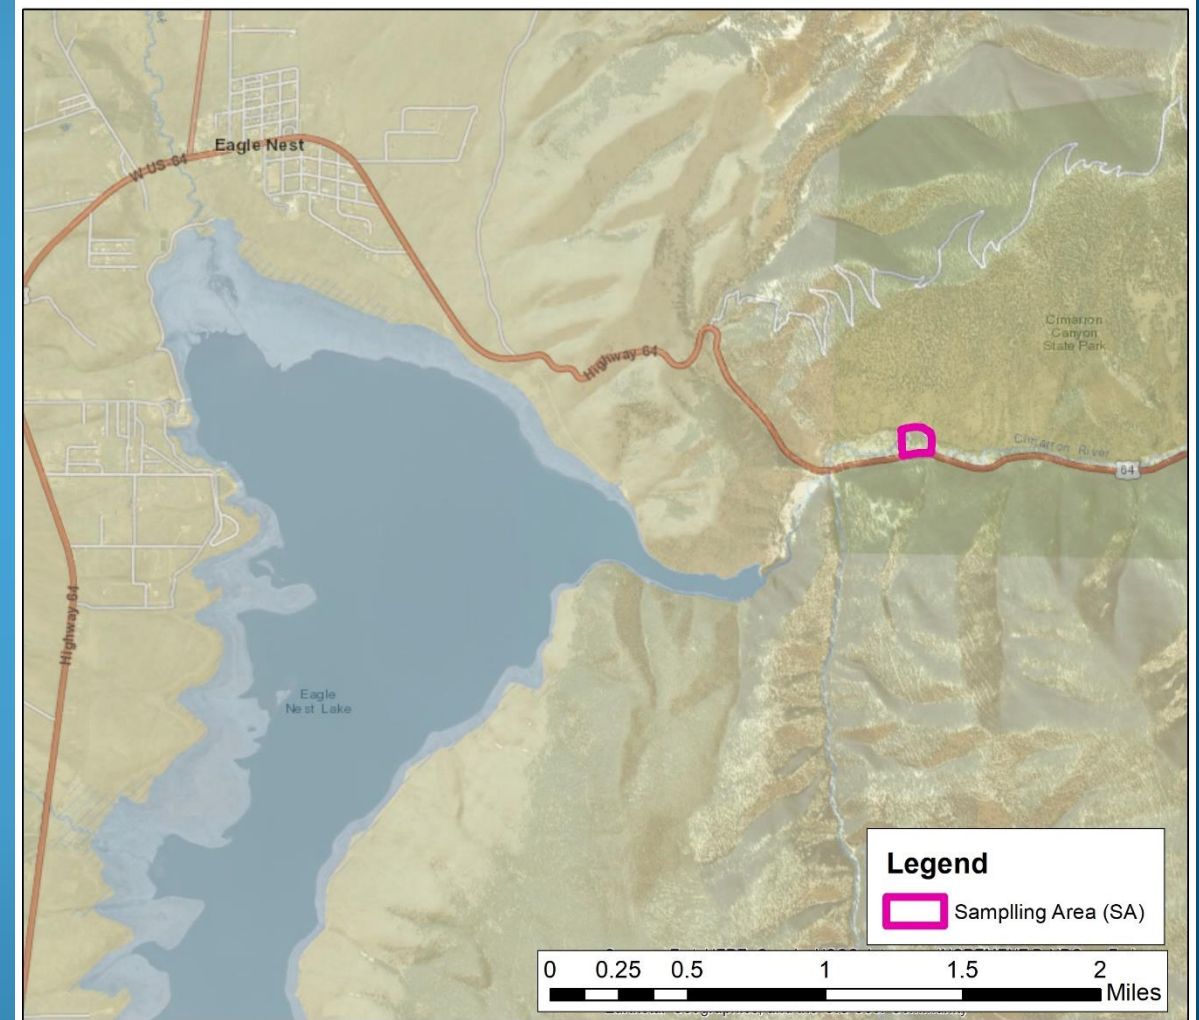 Eagle Nest
W US 64
Highway 64
Cimarron
Canyon
State Park
Cimarron River
64
Highway 64
Eagle
Nest Lake
Legend
Samplling Area (SA)
0 0.25 0.5 1 1.5 2
Miles